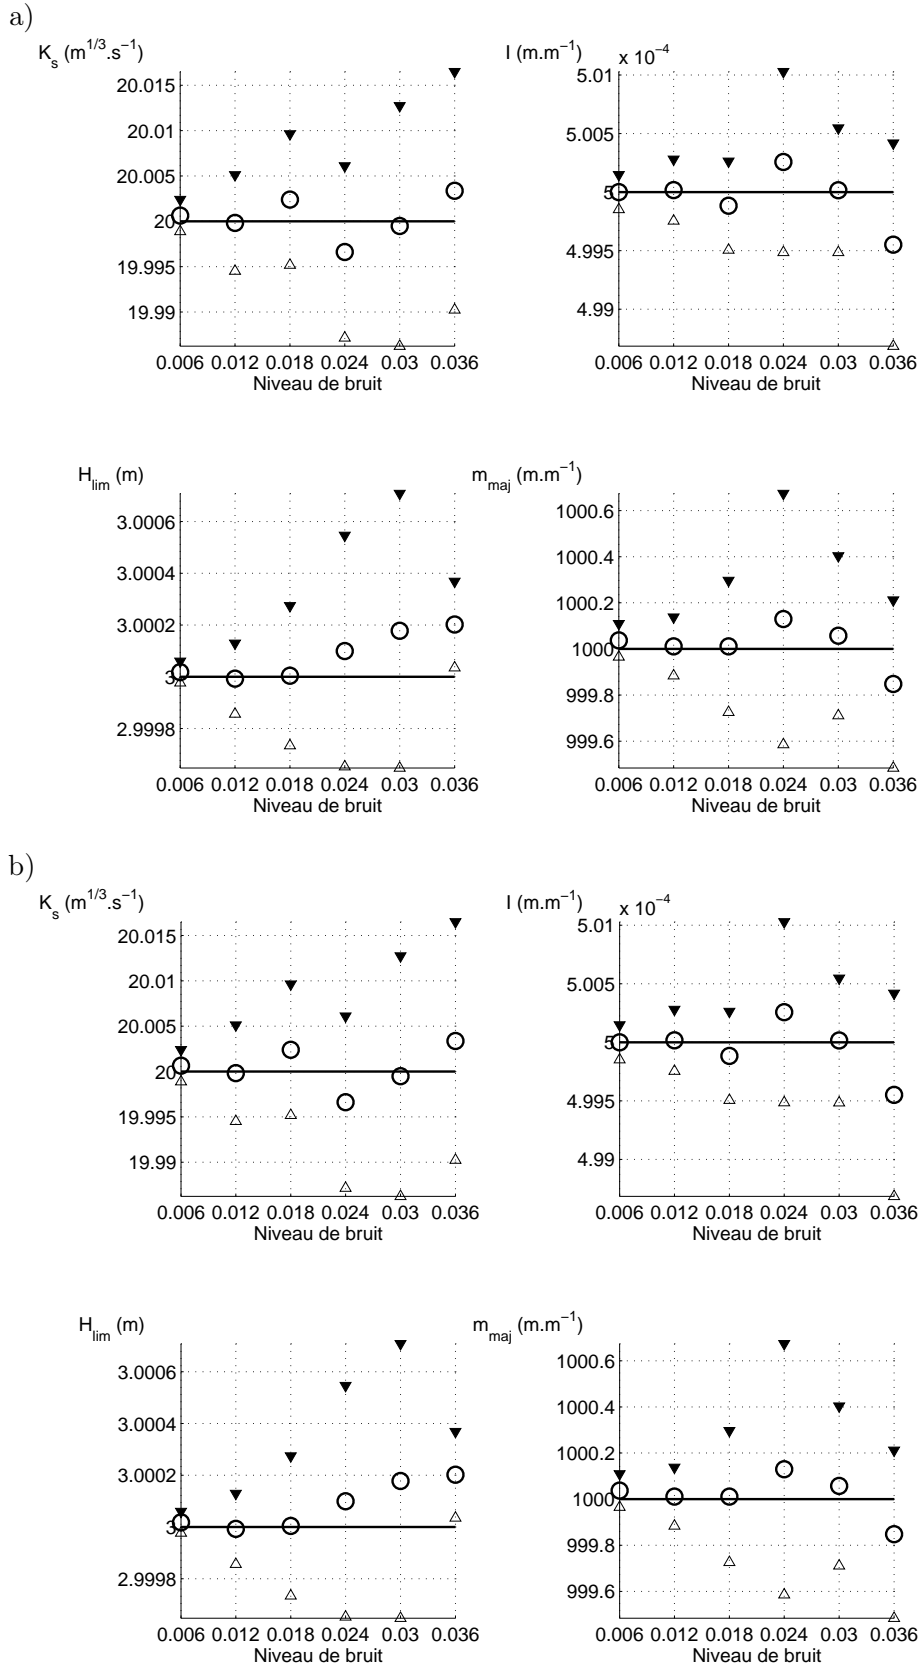 a)
K_s (m^1/3.s^−1)
20.015
20.01
20.005
20
19.995
19.99
0.006 0.012 0.018 0.024 0.03 0.036
Niveau de bruit
I (m.m^−1)
x 10^−4
5.01
5.005
5
4.995
4.99
0.006 0.012 0.018 0.024 0.03 0.036
Niveau de bruit
H_lim (m)
3.0006
3.0004
3.0002
3
2.9998
0.006 0.012 0.018 0.024 0.03 0.036
Niveau de bruit
m_maj (m.m^−1)
1000.6
1000.4
1000.2
1000
999.8
999.6
0.006 0.012 0.018 0.024 0.03 0.036
Niveau de bruit
b)
K_s (m^1/3.s^−1)
20.015
20.01
20.005
20
19.995
19.99
0.006 0.012 0.018 0.024 0.03 0.036
Niveau de bruit
I (m.m^−1)
x 10^−4
5.01
5.005
5
4.995
4.99
0.006 0.012 0.018 0.024 0.03 0.036
Niveau de bruit
H_lim (m)
3.0006
3.0004
3.0002
3
2.9998
0.006 0.012 0.018 0.024 0.03 0.036
Niveau de bruit
m_maj (m.m^−1)
1000.6
1000.4
1000.2
1000
999.8
999.6
0.006 0.012 0.018 0.024 0.03 0.036
Niveau de bruit